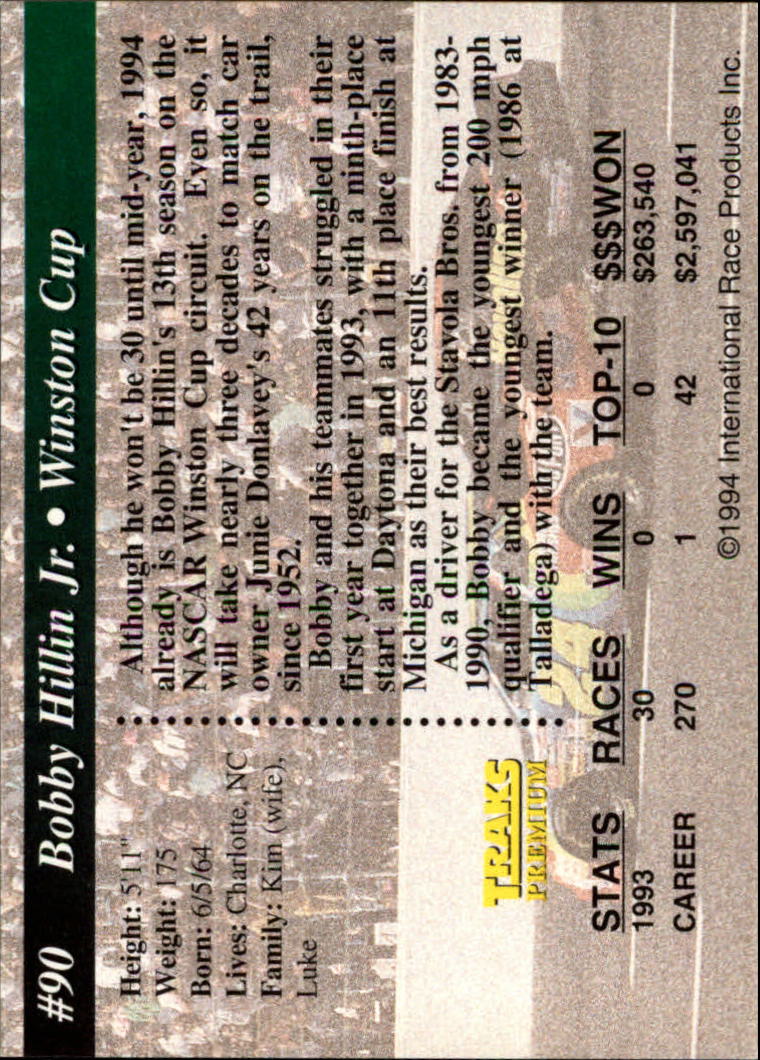 #90 Bobby Hillin Jr. • Winston Cup
Height: 5'11"
Weight: 175
Born: 6/5/64
Lives: Charlotte, NC
Family: Kim (wife),
Luke
Although he won't be 30 until mid-year, 1994
already is Bobby Hillin's 13th season on the
NASCAR Winston Cup circuit. Even so, it
will take nearly three decades to match car
owner Junie Donlavey's 42 years on the trail,
since 1952.
Bobby and his teammates struggled in their
first year together in 1993, with a ninth-place
start at Daytona and an 11th place finish at
Michigan as their best results.
As a driver for the Stavola Bros. from 1983-
1990, Bobby became the youngest 200 mph
qualifier and the youngest winner (1986 at
Talladega) with the team.
TRAKS
PREMIUM
STATS RACES WINS TOP-10 $$$WON
1993 30 0 0 $263,540
CAREER 270 1 42 $2,597,041
©1994 International Race Products Inc.